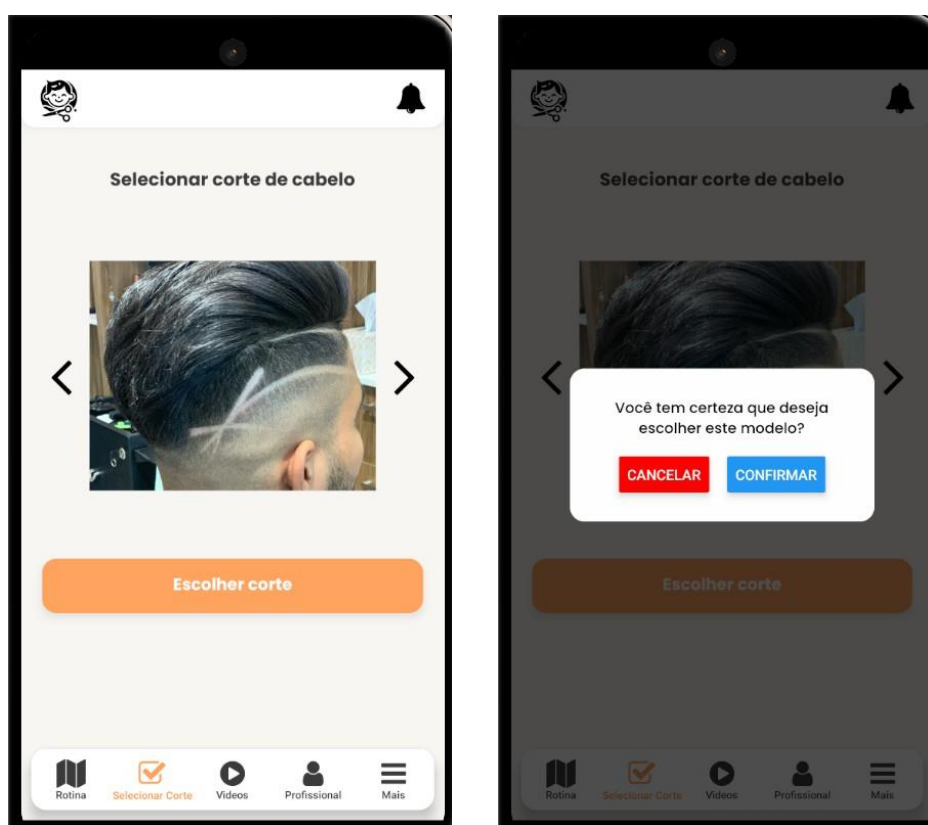 Selecionar corte de cabelo
Escolher corte
Rotina
Selecionar Corte
Videos
Profissional
Mais
Selecionar corte de cabelo
Você tem certeza que deseja
escolher este modelo?
CANCELAR
CONFIRMAR
Escolher corte
Rotina
Selecionar Corte
Videos
Profissional
Mais